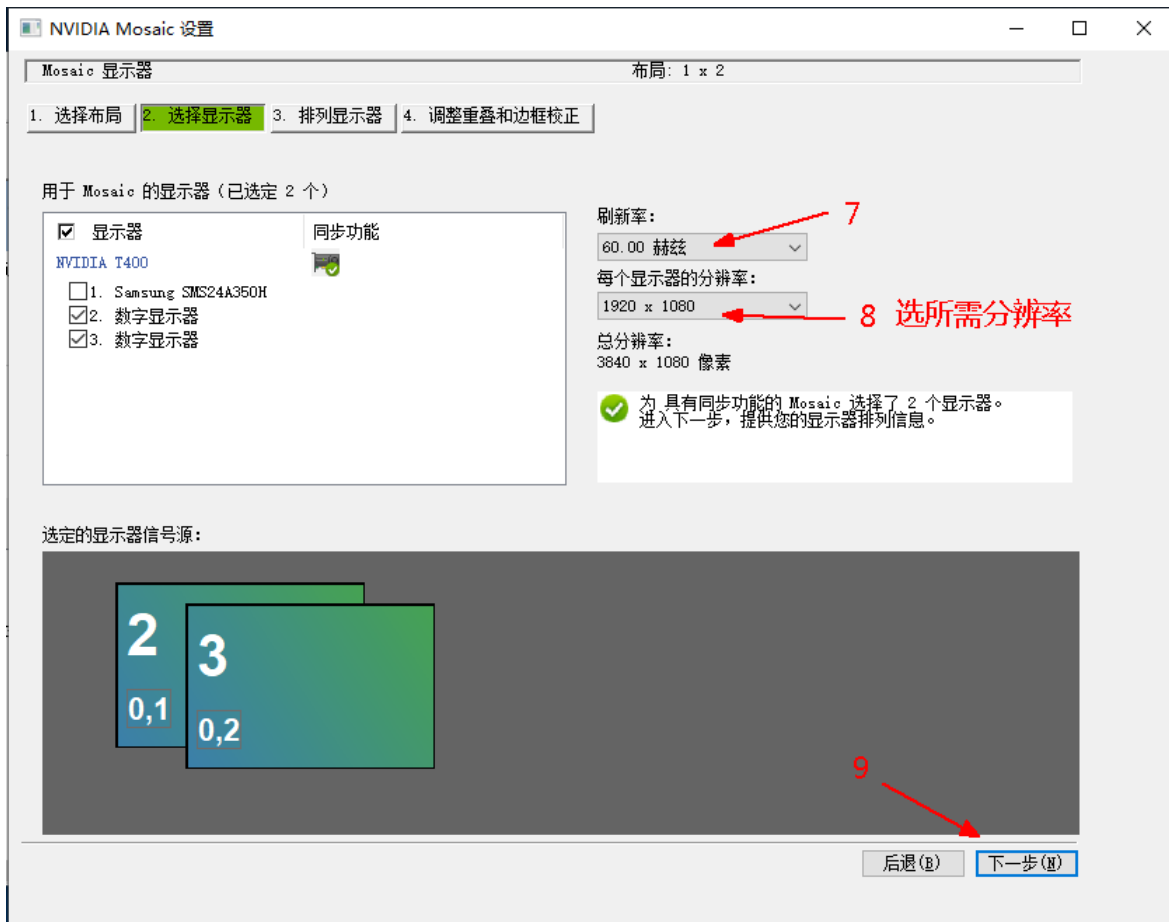 NVIDIA Mosaic 设置
Mosaic 显示器 布局: 1 x 2
1. 选择布局 2. 选择显示器 3. 排列显示器 4. 调整重叠和边框校正
用于 Mosaic 的显示器（已选定 2 个）
显示器 同步功能
NVIDIA T400
1. Samsung SMS24A350H
2. 数字显示器
3. 数字显示器
刷新率:
7
60.00 赫兹
每个显示器的分辨率:
1920 x 1080
8 选所需分辨率
总分辨率:
3840 x 1080 像素
为 具有同步功能的 Mosaic 选择了 2 个显示器。
进入下一步，提供您的显示器排列信息。
选定的显示器信号源:
2
0,1
3
0,2
9
后退(B) 下一步(N)